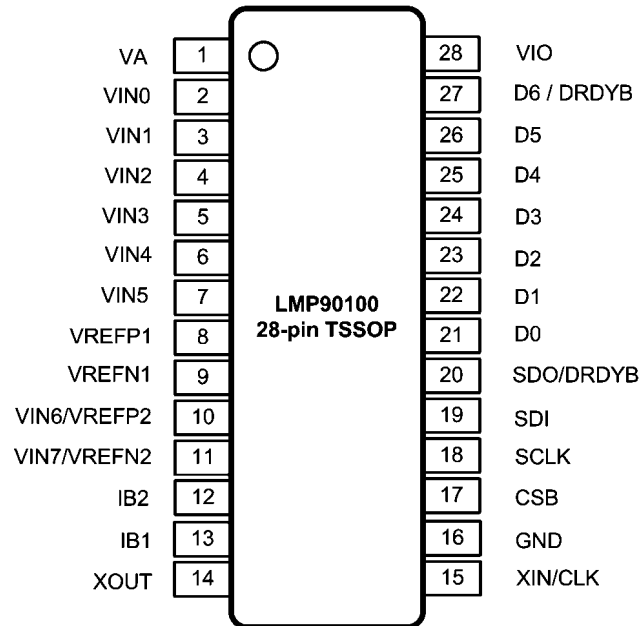 VA 1 28 VIO
VIN0 2 27 D6 / DRDYB
VIN1 3 26 D5
VIN2 4 25 D4
VIN3 5 24 D3
VIN4 6 23 D2
VIN5 7 22 D1
LMP90100
28-pin TSSOP
VREFP1 8 21 D0
VREFN1 9 20 SDO/DRDYB
VIN6/VREFP2 10 19 SDI
VIN7/VREFN2 11 18 SCLK
IB2 12 17 CSB
IB1 13 16 GND
XOUT 14 15 XIN/CLK